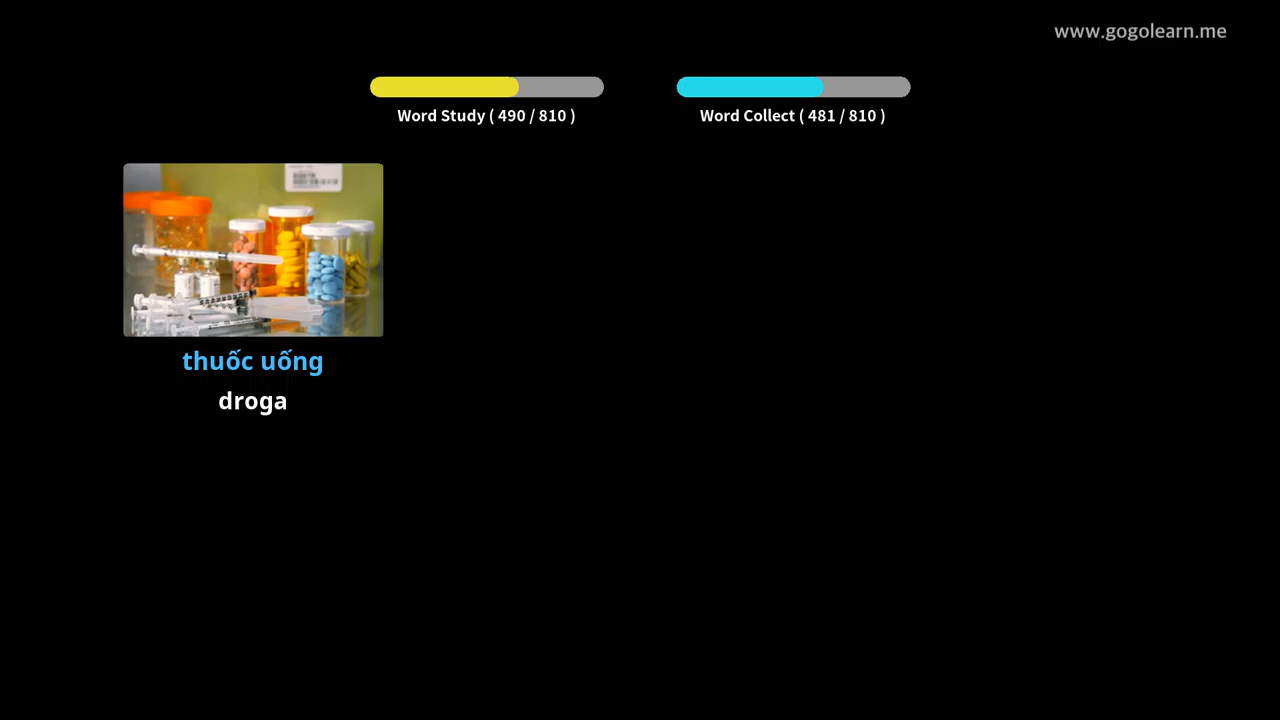 www.gogolearn.me
Word Study ( 490 / 810 )
Word Collect ( 481 / 810 )
thuốc uống
droga